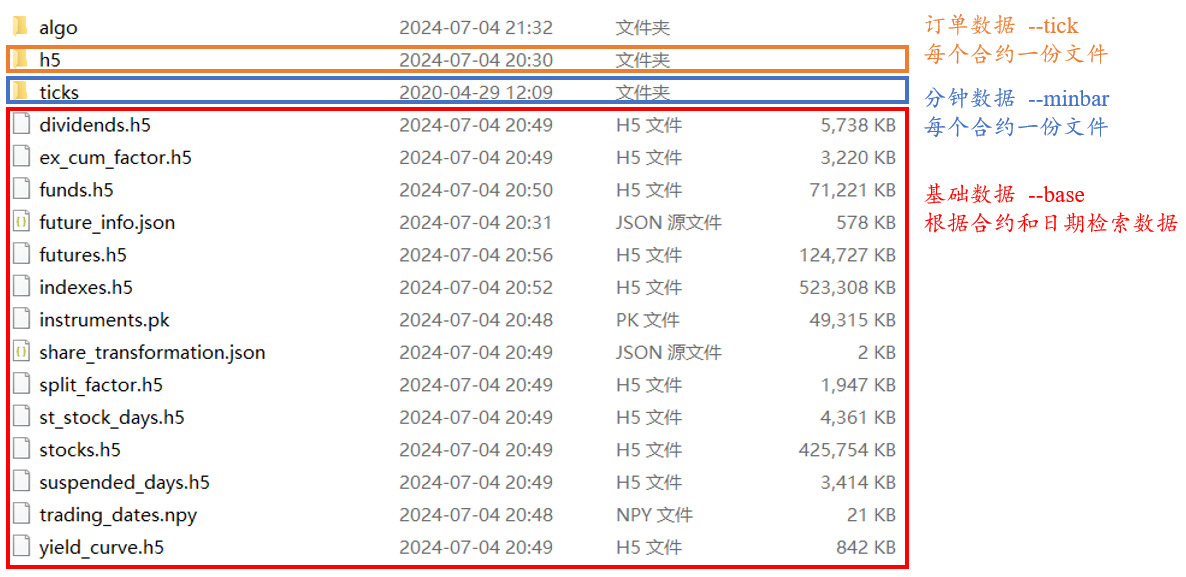 algo 2024-07-04 21:32 文件夹
h5 2024-07-04 20:30 文件夹
ticks 2020-04-29 12:09 文件夹
dividends.h5 2024-07-04 20:49 H5 文件 5,738 KB
ex_cum_factor.h5 2024-07-04 20:49 H5 文件 3,220 KB
funds.h5 2024-07-04 20:50 H5 文件 71,221 KB
future_info.json 2024-07-04 20:31 JSON 源文件 578 KB
futures.h5 2024-07-04 20:56 H5 文件 124,727 KB
indexes.h5 2024-07-04 20:52 H5 文件 523,308 KB
instruments.pk 2024-07-04 20:48 PK 文件 49,315 KB
share_transformation.json 2024-07-04 20:49 JSON 源文件 2 KB
split_factor.h5 2024-07-04 20:49 H5 文件 1,947 KB
st_stock_days.h5 2024-07-04 20:49 H5 文件 4,361 KB
stocks.h5 2024-07-04 20:49 H5 文件 425,754 KB
suspended_days.h5 2024-07-04 20:49 H5 文件 3,414 KB
trading_dates.npy 2024-07-04 20:48 NPY 文件 21 KB
yield_curve.h5 2024-07-04 20:49 H5 文件 842 KB
订单数据 --tick
每个合约一份文件
分钟数据 --minbar
每个合约一份文件
基础数据 --base
根据合约和日期检索数据